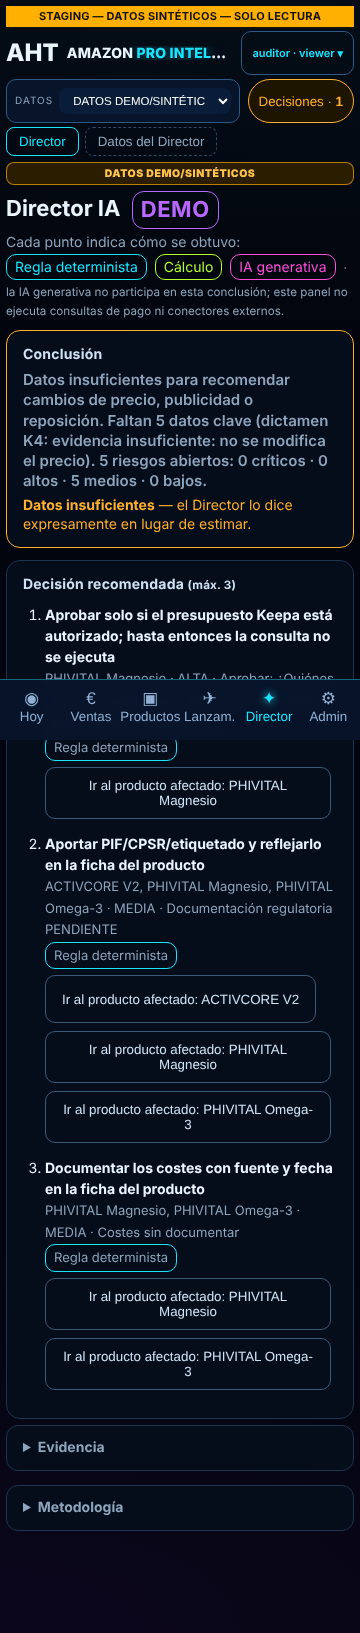 STAGING — DATOS SINTÉTICOS — SOLO LECTURA
AHT AMAZON PRO INTEL... auditor · viewer ▾
DATOS DATOS DEMO/SINTÉTIC Decisiones · 1
Director Datos del Director
DATOS DEMO/SINTÉTICOS
Director IA DEMO
Cada punto indica cómo se obtuvo:
Regla determinista Cálculo IA generativa ·
la IA generativa no participa en esta conclusión; este panel no
ejecuta consultas de pago ni conectores externos.
Conclusión
Datos insuficientes para recomendar
cambios de precio, publicidad o
reposición. Faltan 5 datos clave (dictamen
K4: evidencia insuficiente: no se modifica
el precio). 5 riesgos abiertos: 0 críticos · 0
altos · 5 medios · 0 bajos.
Datos insuficientes — el Director lo dice
expresamente en lugar de estimar.
Decisión recomendada (máx. 3)
1. Aprobar solo si el presupuesto Keepa está
autorizado; hasta entonces la consulta no
se ejecuta
PHIVITAL Magnesio · ALTA · Aprobar: ¿Quiénes
◉ € ▣ ✈ ✦ ⚙
Hoy Ventas Productos Lanzam. Director Admin
Regla determinista
Ir al producto afectado: PHIVITAL
Magnesio
2. Aportar PIF/CPSR/etiquetado y reflejarlo
en la ficha del producto
ACTIVCORE V2, PHIVITAL Magnesio, PHIVITAL
Omega-3 · MEDIA · Documentación regulatoria
PENDIENTE
Regla determinista
Ir al producto afectado: ACTIVCORE V2
Ir al producto afectado: PHIVITAL
Magnesio
Ir al producto afectado: PHIVITAL Omega-
3
3. Documentar los costes con fuente y fecha
en la ficha del producto
PHIVITAL Magnesio, PHIVITAL Omega-3 ·
MEDIA · Costes sin documentar
Regla determinista
Ir al producto afectado: PHIVITAL
Magnesio
Ir al producto afectado: PHIVITAL Omega-
3
▶ Evidencia
▶ Metodología